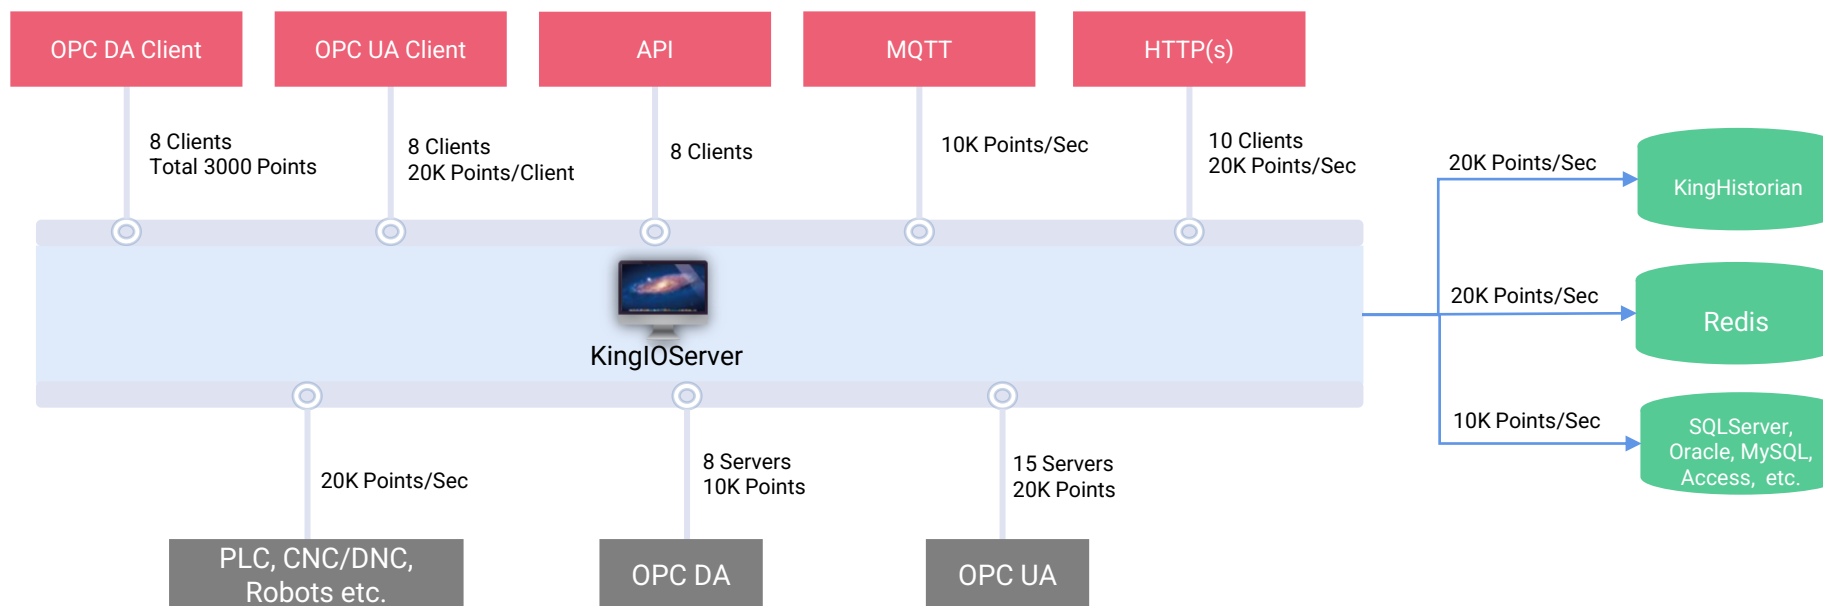 OPC DA Client
OPC UA Client
API
MQTT
HTTP(s)
8 Clients
Total 3000 Points
8 Clients
20K Points/Client
8 Clients
10K Points/Sec
10 Clients
20K Points/Sec
20K Points/Sec
KingHistorian
KingIOServer
20K Points/Sec
Redis
10K Points/Sec
SQLServer,
Oracle, MySQL,
Access, etc.
20K Points/Sec
8 Servers
10K Points
15 Servers
20K Points
PLC, CNC/DNC,
Robots etc.
OPC DA
OPC UA